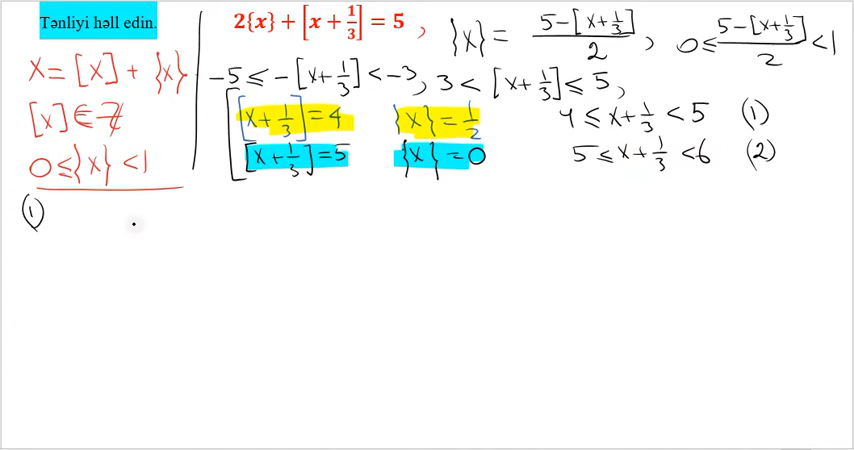 Tənliyi həll edin.
2{x} + [x + 1/3] = 5 , {x} = (5 - [x + 1/3])/2 , 0 ≤ (5 - [x + 1/3])/2 < 1
x = [x] + {x}
[x] ∈ Z
0 ≤ {x} < 1
-5 ≤ -[x + 1/3] < -3, 3 < [x + 1/3] ≤ 5,
[x + 1/3] = 4 {x} = 1/2 4 ≤ x + 1/3 < 5 (1)
[x + 1/3] = 5 {x} = 0 5 ≤ x + 1/3 < 6 (2)
(1)